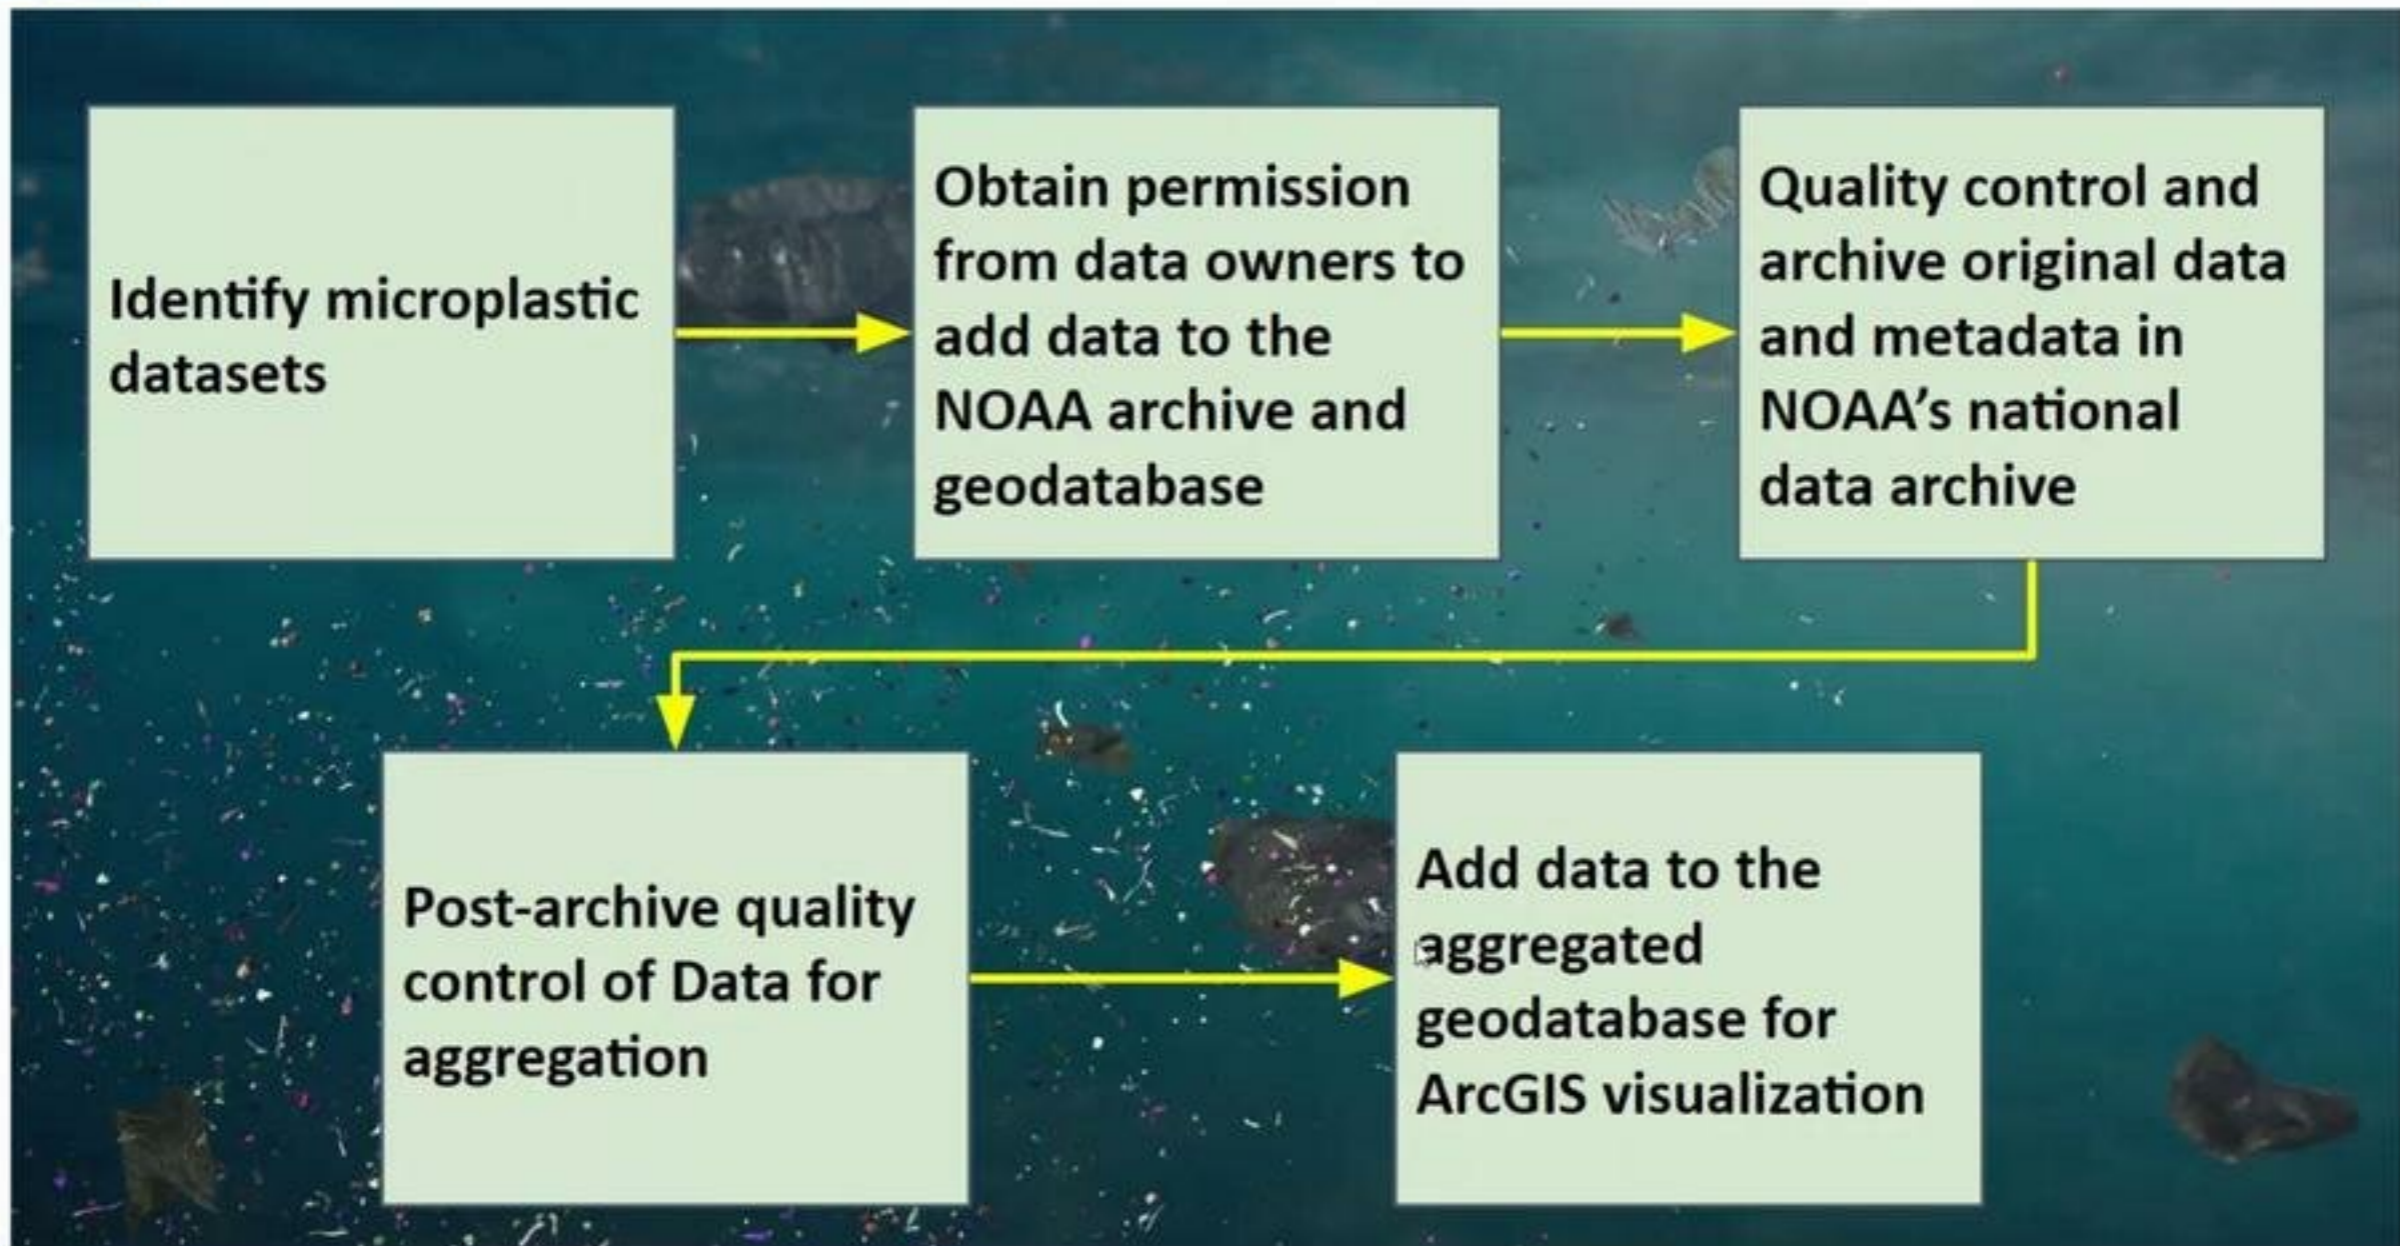 Identify microplastic
datasets
Obtain permission
from data owners to
add data to the
NOAA archive and
geodatabase
Quality control and
archive original data
and metadata in
NOAA’s national
data archive
Post-archive quality
control of Data for
aggregation
Add data to the
aggregated
geodatabase for
ArcGIS visualization